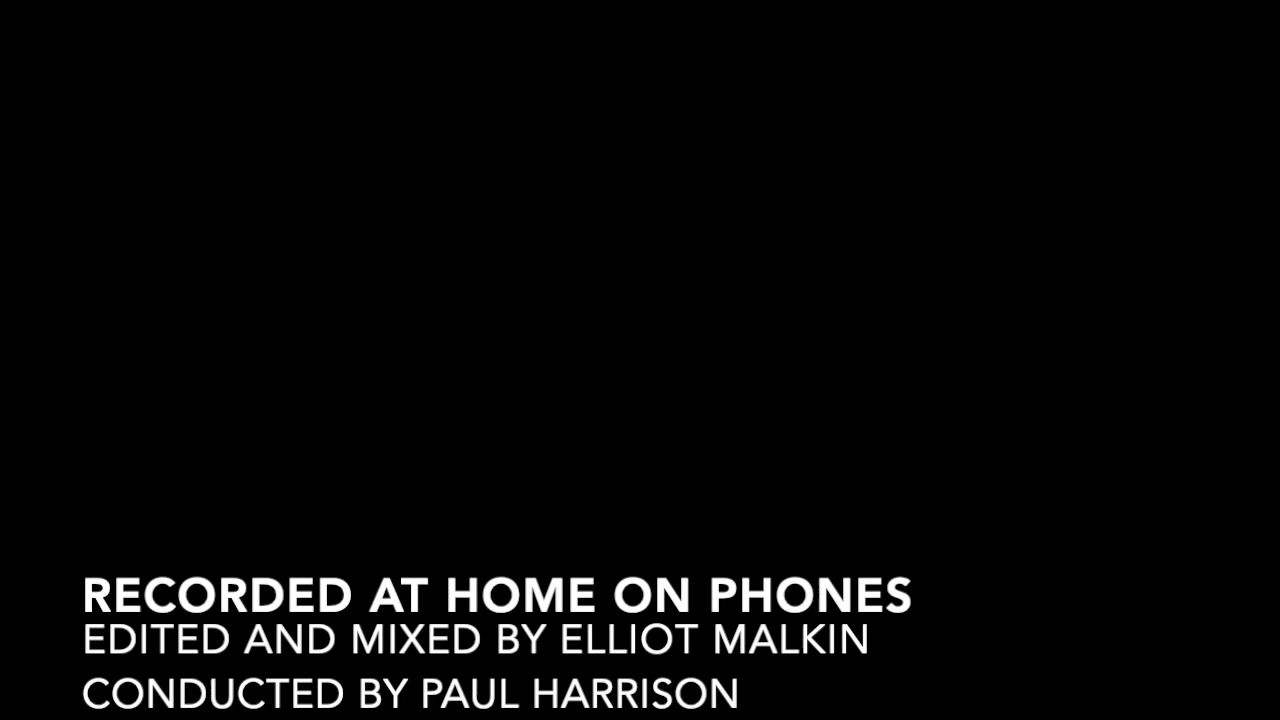 RECORDED AT HOME ON PHONES
EDITED AND MIXED BY ELLIOT MALKIN
CONDUCTED BY PAUL HARRISON